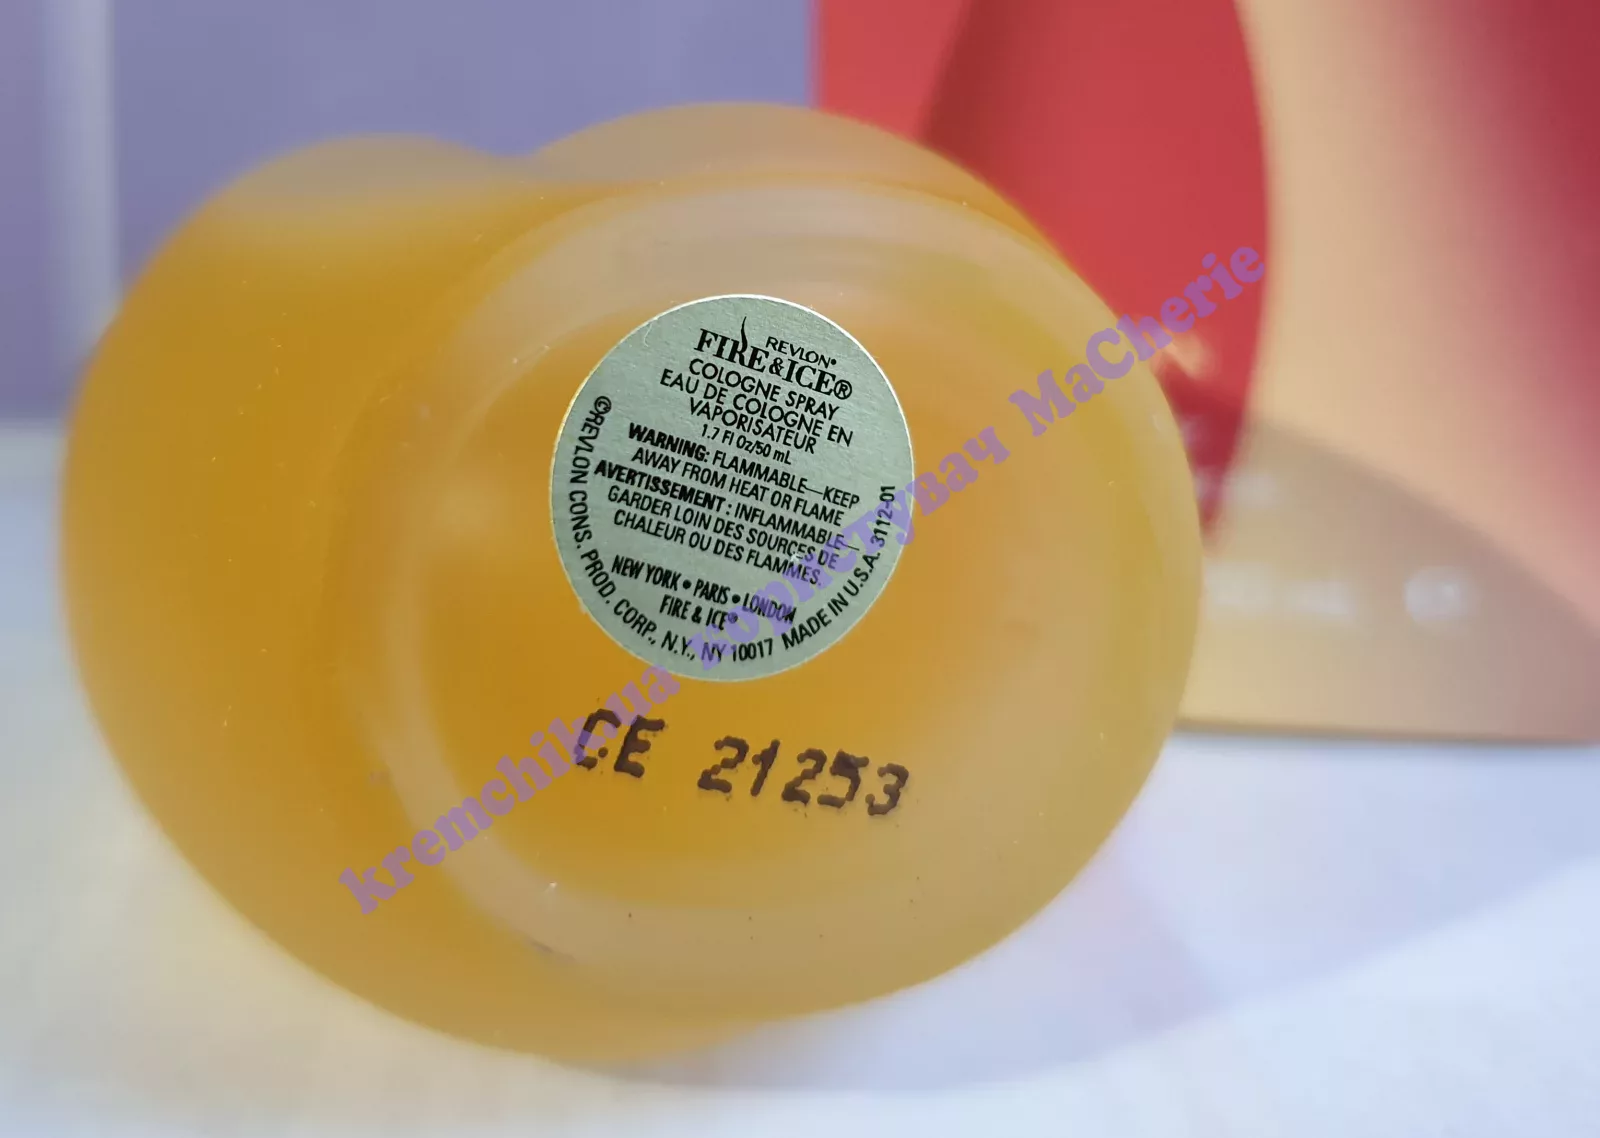 REVLON®
FIRE & ICE®
COLOGNE SPRAY
EAU DE COLOGNE EN
VAPORISATEUR
1.7 Fl Oz/50 mL
WARNING: FLAMMABLE—KEEP
AWAY FROM HEAT OR FLAME
AVERTISSEMENT : INFLAMMABLE—
GARDER LOIN DES SOURCES DE
CHALEUR OU DES FLAMMES.
NEW YORK • PARIS • LONDON
FIRE & ICE®
©REVLON CONS. PROD. CORP., N.Y., NY 10017 MADE IN U.S.A. 3112-01
CE 21253
kremchik.ua користувач MaCherie